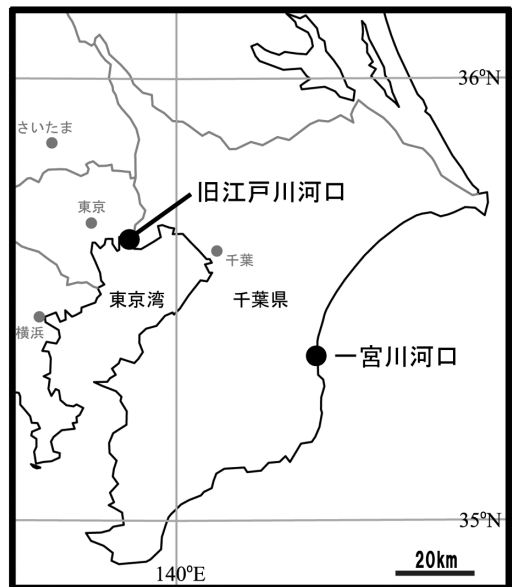 36°N
さいたま
旧江戸川河口
東京
千葉
東京湾
千葉県
横浜
一宮川河口
35°N
20km
140°E